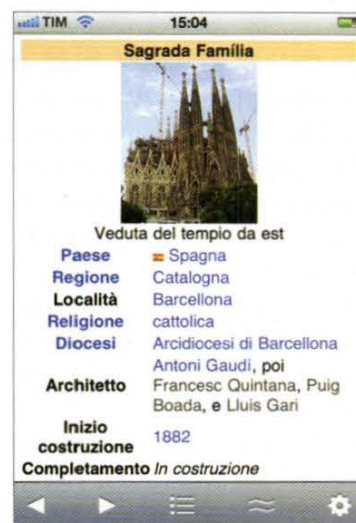 TIM 15:04
Sagrada Família
Veduta del tempio da est
Paese Spagna
Regione Catalogna
Località Barcellona
Religione cattolica
Diocesi Arcidiocesi di Barcellona
Architetto Antoni Gaudí, poi
Francesc Quintana, Puig
Boada, e Lluis Gari
Inizio
costruzione 1882
Completamento In costruzione